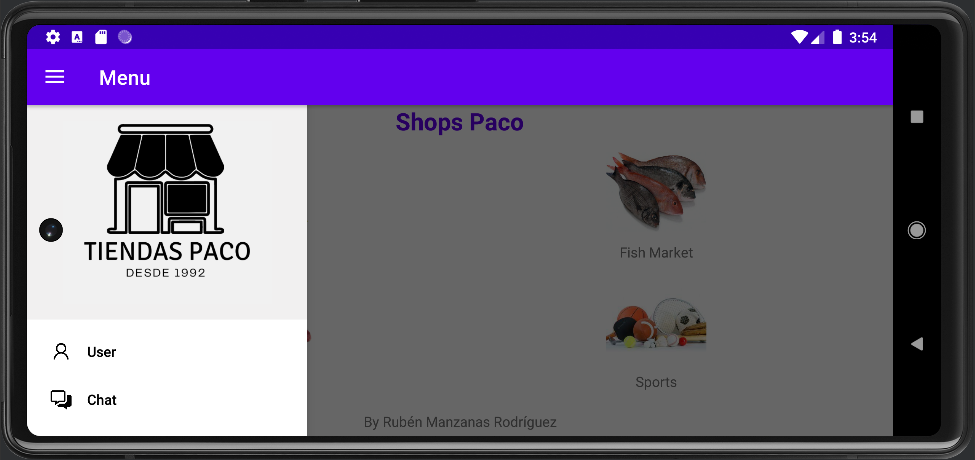 3:54
Menu
TIENDAS PACO
DESDE 1992
User
Chat
Shops Paco
Fish Market
Sports
By Rubén Manzanas Rodríguez